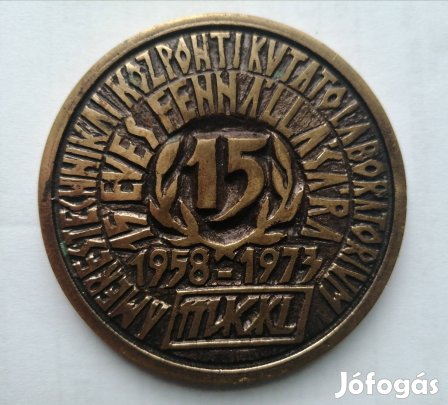 A MÉRÉSTECHNIKAI KÖZPONTI KUTATÓ LABORATÓRIUM
15 ÉVES FENNÁLLÁSÁRA
15
1958-1973
MKKL
Jófogás